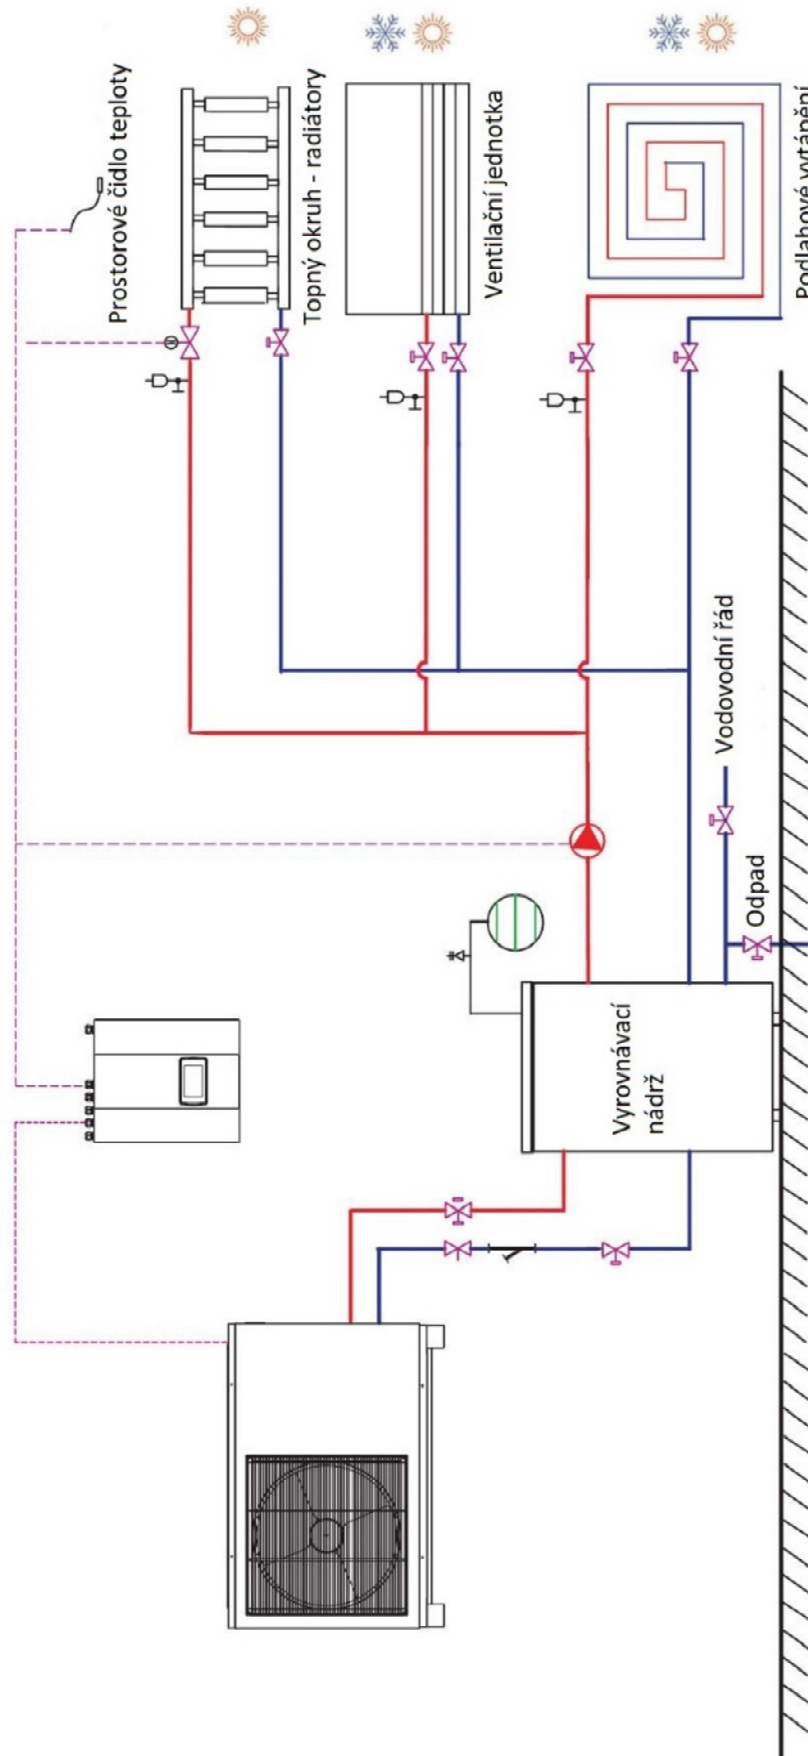 Prostorové čidlo teploty
Topný okruh - radiátory
Ventilační jednotka
Podlahové vytápění
Vodovodní řád
Odpad
Vyrovnávací
nádrž